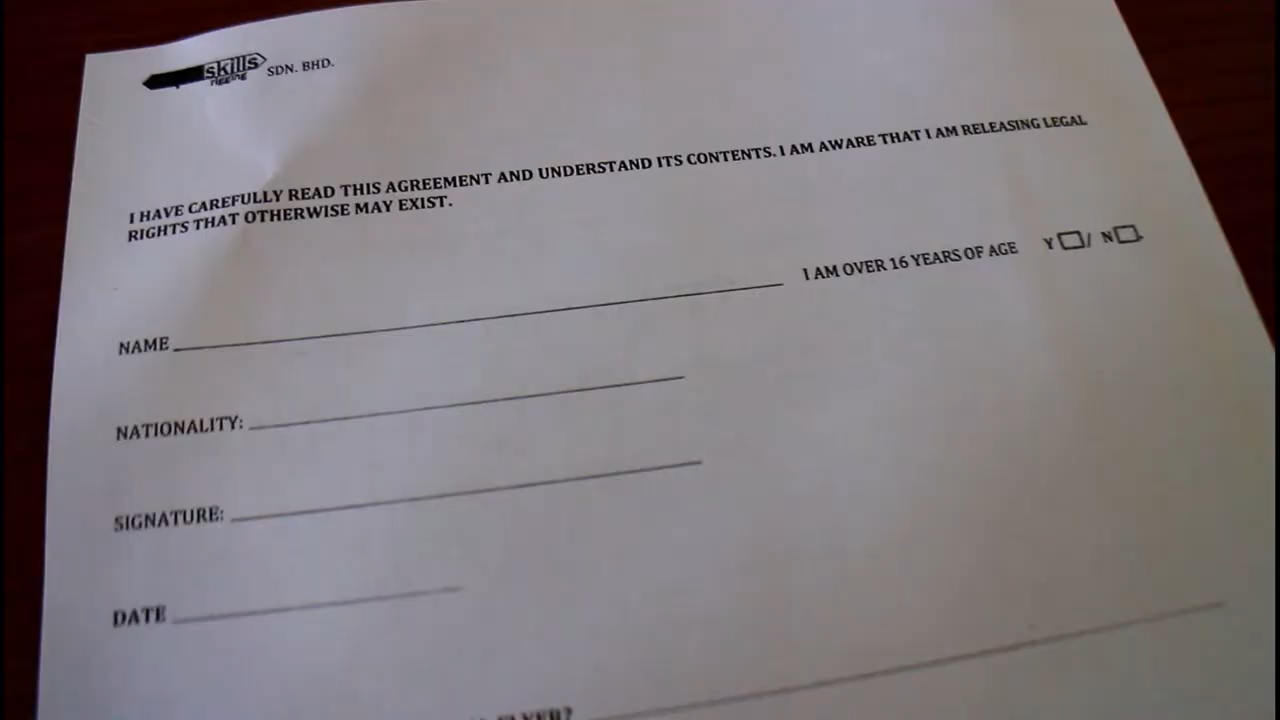 skills
SDN. BHD.
I HAVE CAREFULLY READ THIS AGREEMENT AND UNDERSTAND ITS CONTENTS. I AM AWARE THAT I AM RELEASING LEGAL
RIGHTS THAT OTHERWISE MAY EXIST.
NAME I AM OVER 16 YEARS OF AGE Y / N
NATIONALITY:
SIGNATURE:
DATE